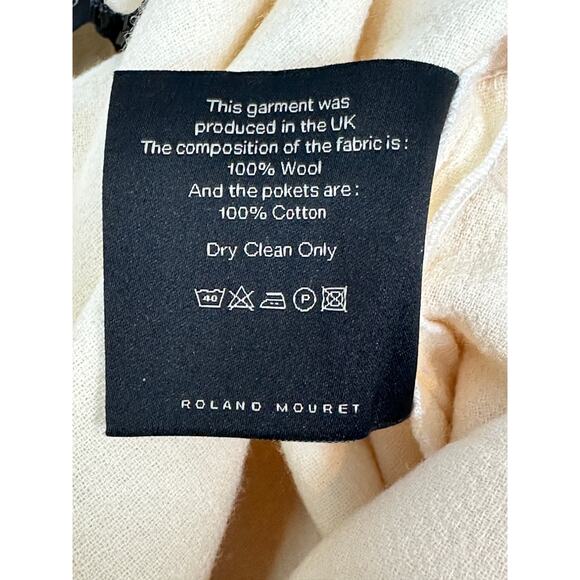 This garment was
produced in the UK
The composition of the fabric is :
100% Wool
And the pokets are :
100% Cotton
Dry Clean Only
40 P
ROLAND MOURET